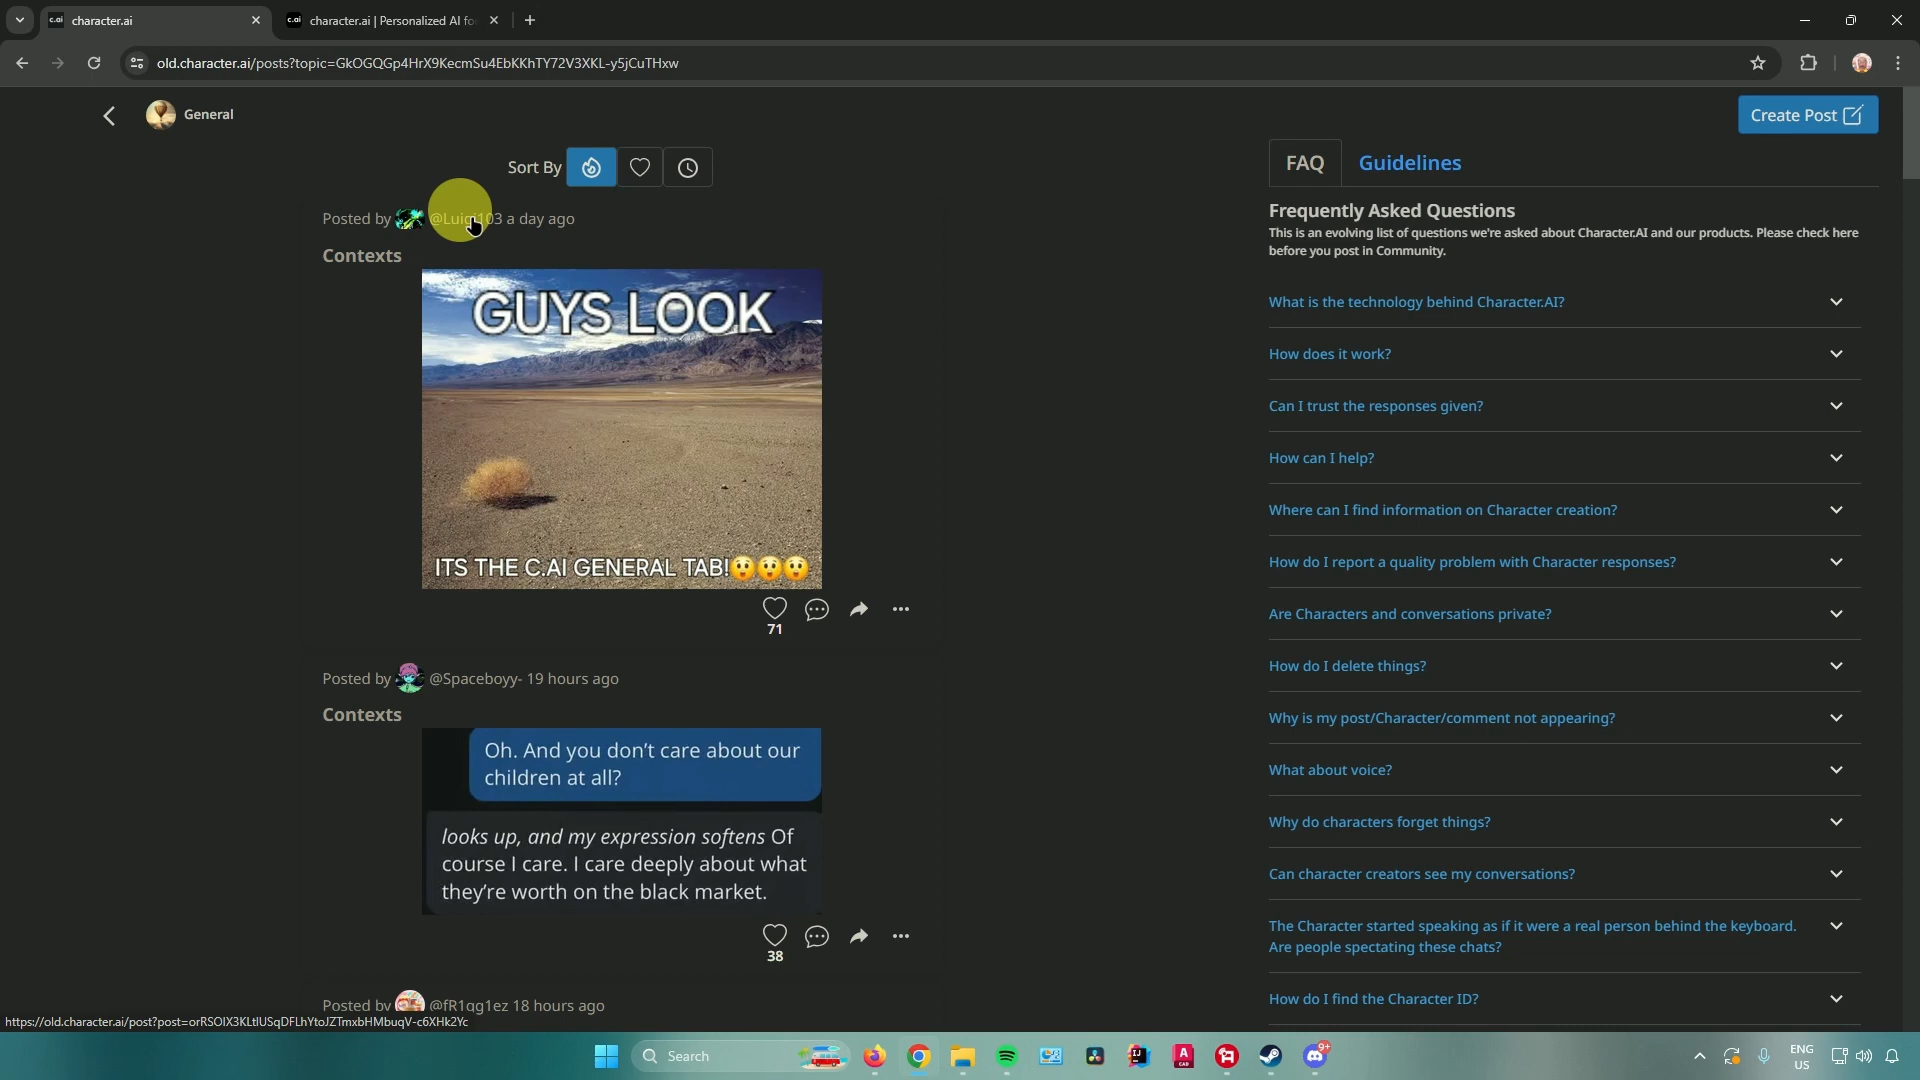 character.ai
character.ai | Personalized AI fo
old.character.ai/posts?topic=GkOGQGp4HrX9KecmSu4EbKKhTY72V3XKL-y5jCuTHxw
General
Create Post
Sort By
FAQ
Guidelines
Posted by @Luigi103 a day ago
Contexts
GUYS LOOK
ITS THE C.AI GENERAL TAB!😲😲😲
71
Posted by @Spaceboyy- 19 hours ago
Contexts
Oh. And you don't care about our
children at all?
looks up, and my expression softens Of
course I care. I care deeply about what
they're worth on the black market.
38
Posted by @fR1gg1ez 18 hours ago
Frequently Asked Questions
This is an evolving list of questions we're asked about Character.AI and our products. Please check here
before you post in Community.
What is the technology behind Character.AI?
How does it work?
Can I trust the responses given?
How can I help?
Where can I find information on Character creation?
How do I report a quality problem with Character responses?
Are Characters and conversations private?
How do I delete things?
Why is my post/Character/comment not appearing?
What about voice?
Why do characters forget things?
Can character creators see my conversations?
The Character started speaking as if it were a real person behind the keyboard.
Are people spectating these chats?
How do I find the Character ID?
https://old.character.ai/post?post=orRSOIX3KLtlUSqDFLhYtoJZTmxbHMbuqV-c6XHk2Yc
Search
9+
ENG
US